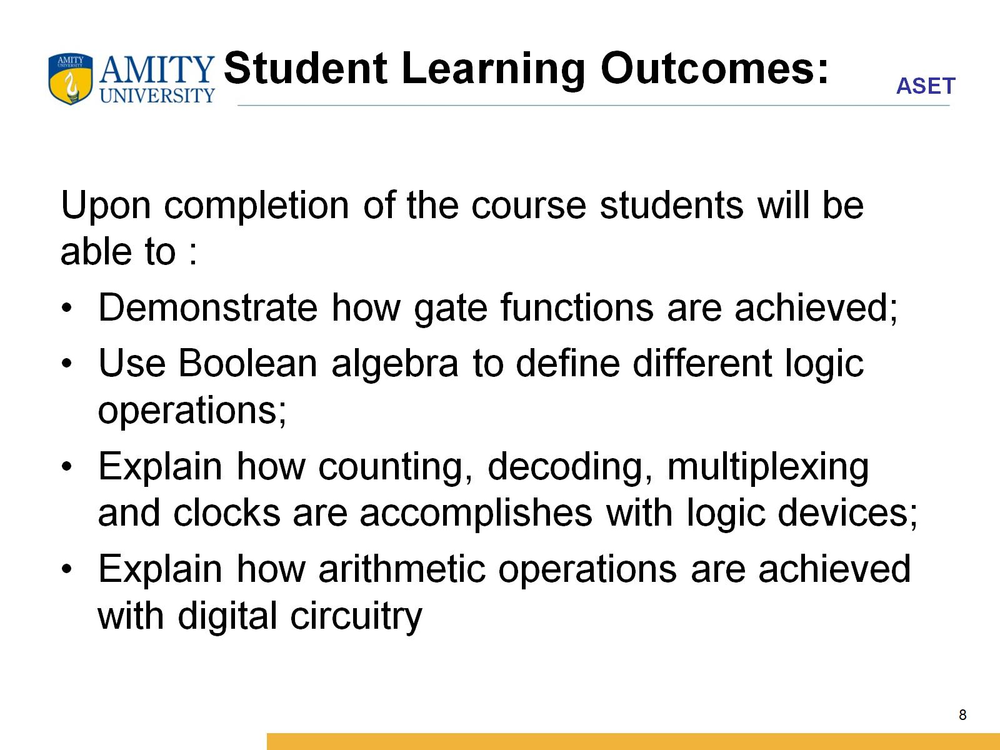 AMITY
UNIVERSITY
AMITY
UNIVERSITY
Student Learning Outcomes:
ASET
Upon completion of the course students will be
able to :
• Demonstrate how gate functions are achieved;
• Use Boolean algebra to define different logic
operations;
• Explain how counting, decoding, multiplexing
and clocks are accomplishes with logic devices;
• Explain how arithmetic operations are achieved
with digital circuitry
8